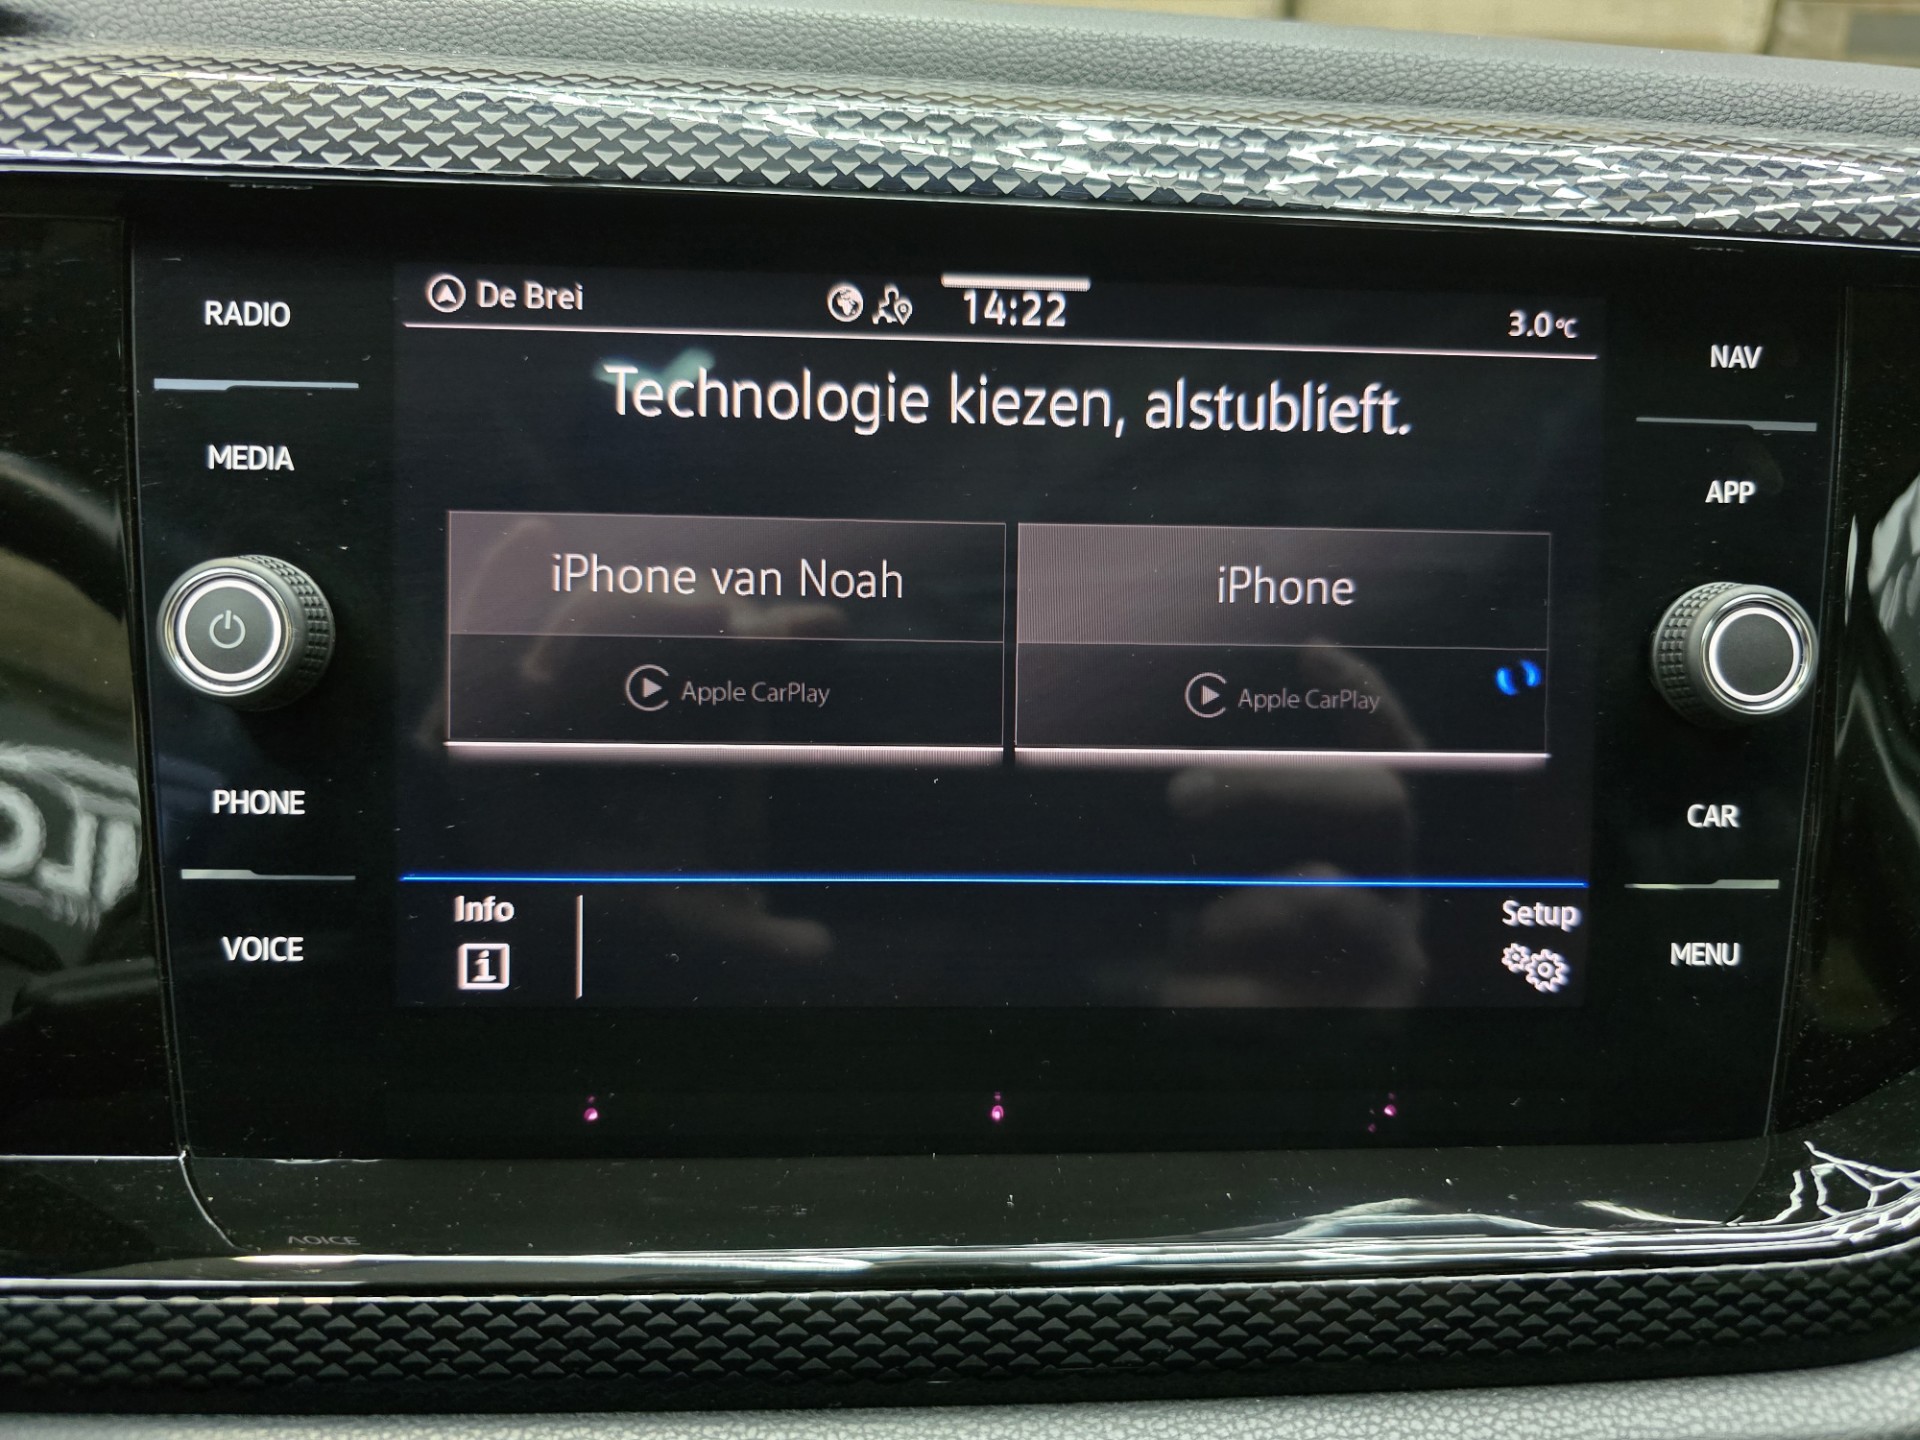 RADIO
MEDIA
PHONE
VOICE
De Brei
14:22
3.0°C
Technologie kiezen, alstublieft.
iPhone van Noah
Apple CarPlay
iPhone
Apple CarPlay
Info
Setup
NAV
APP
CAR
MENU